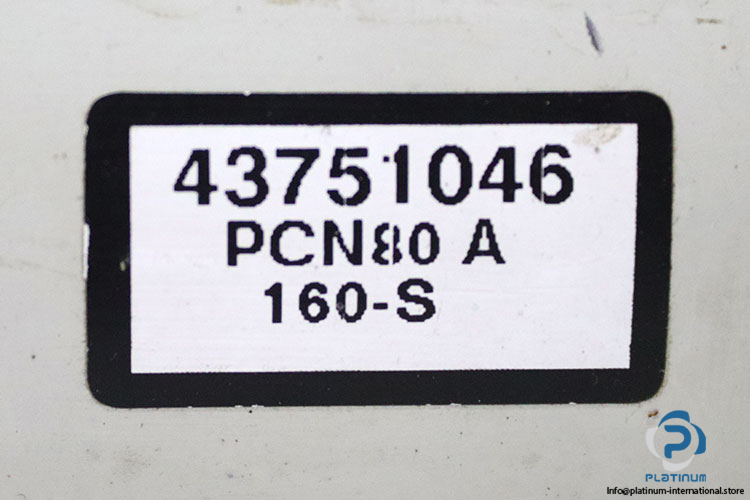 43751046
PCN80 A
160-S
PLATINUM
Info@platinum-international.store